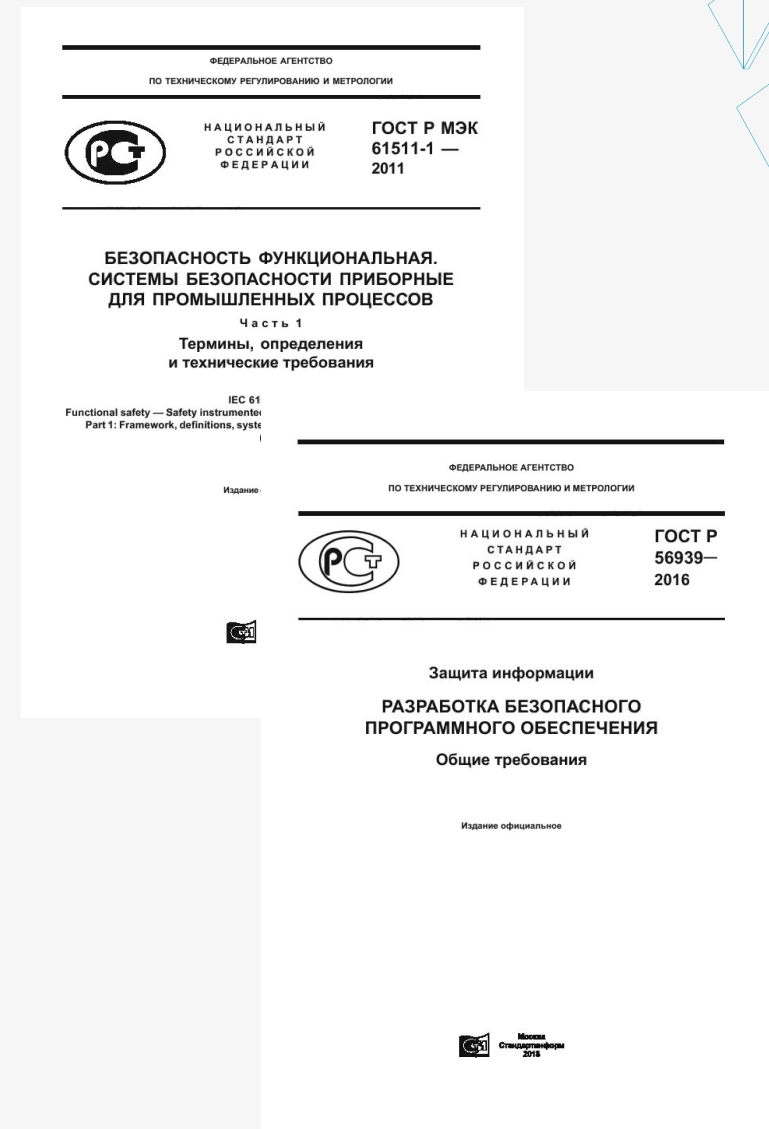 ФЕДЕРАЛЬНОЕ АГЕНТСТВО
ПО ТЕХНИЧЕСКОМУ РЕГУЛИРОВАНИЮ И МЕТРОЛОГИИ
НАЦИОНАЛЬНЫЙ
СТАНДАРТ
РОССИЙСКОЙ
ФЕДЕРАЦИИ
ГОСТ Р МЭК
61511-1 —
2011
БЕЗОПАСНОСТЬ ФУНКЦИОНАЛЬНАЯ.
СИСТЕМЫ БЕЗОПАСНОСТИ ПРИБОРНЫЕ
ДЛЯ ПРОМЫШЛЕННЫХ ПРОЦЕССОВ
Часть 1
Термины, определения
и технические требования
IEC 61
Functional safety — Safety instrumented
Part 1: Framework, definitions, syste
Издание
ФЕДЕРАЛЬНОЕ АГЕНТСТВО
ПО ТЕХНИЧЕСКОМУ РЕГУЛИРОВАНИЮ И МЕТРОЛОГИИ
НАЦИОНАЛЬНЫЙ
СТАНДАРТ
РОССИЙСКОЙ
ФЕДЕРАЦИИ
ГОСТ Р
56939—
2016
Защита информации
РАЗРАБОТКА БЕЗОПАСНОГО
ПРОГРАММНОГО ОБЕСПЕЧЕНИЯ
Общие требования
Издание официальное
Москва
Стандартинформ